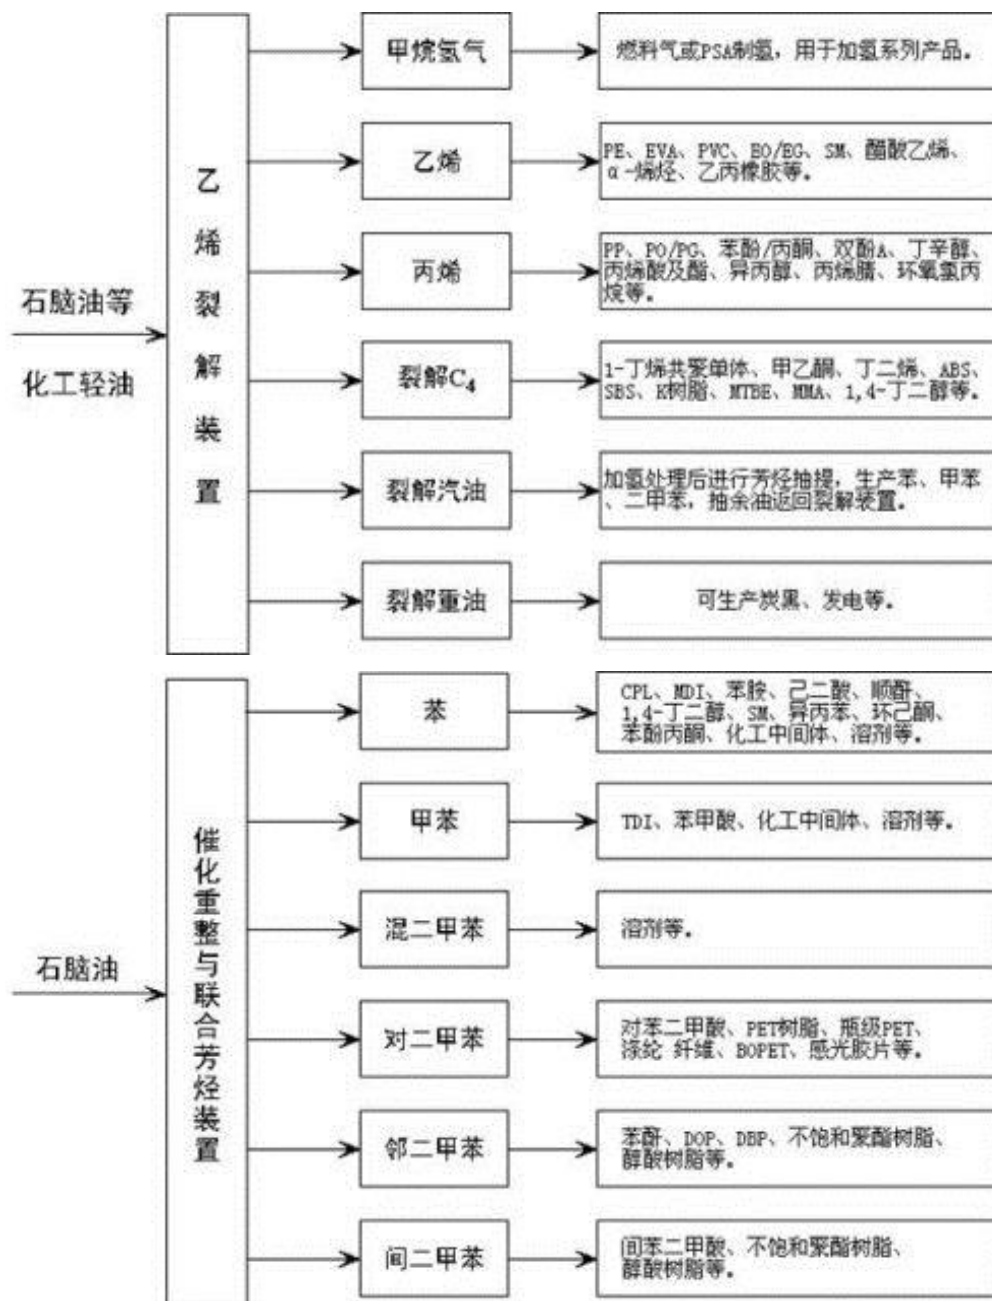 石脑油等
化工轻油
乙烯裂解装置
甲烷氢气
燃料气或PSA制氢，用于加氢系列产品。
乙烯
PE、EVA、PVC、EO/EG、SM、醋酸乙烯、
α-烯烃、乙丙橡胶等。
丙烯
PP、PO/PG、苯酚/丙酮、双酚A、丁辛醇、
丙烯酸及酯、异丙醇、丙烯腈、环氧氯丙
烷等。
裂解C₄
1-丁烯共聚单体、甲乙酮、丁二烯、ABS、
SBS、K树脂、MTBE、MMA、1,4-丁二醇等。
裂解汽油
加氢处理后进行芳烃抽提，生产苯、甲苯
、二甲苯，抽余油返回裂解装置。
裂解重油
可生产炭黑、发电等。
石脑油
催化重整与联合芳烃装置
苯
CPL、MDI、苯胺、己二酸、顺酐、
1,4-丁二醇、SM、异丙苯、环己酮、
苯酚丙酮、化工中间体、溶剂等。
甲苯
TDI、苯甲酸、化工中间体、溶剂等。
混二甲苯
溶剂等。
对二甲苯
对苯二甲酸、PET树脂、瓶级PET、
涤纶 纤维、BOPET、感光胶片等。
邻二甲苯
苯酐、DOP、DBP、不饱和聚酯树脂、
醇酸树脂等。
间二甲苯
间苯二甲酸、不饱和聚酯树脂、
醇酸树脂等。